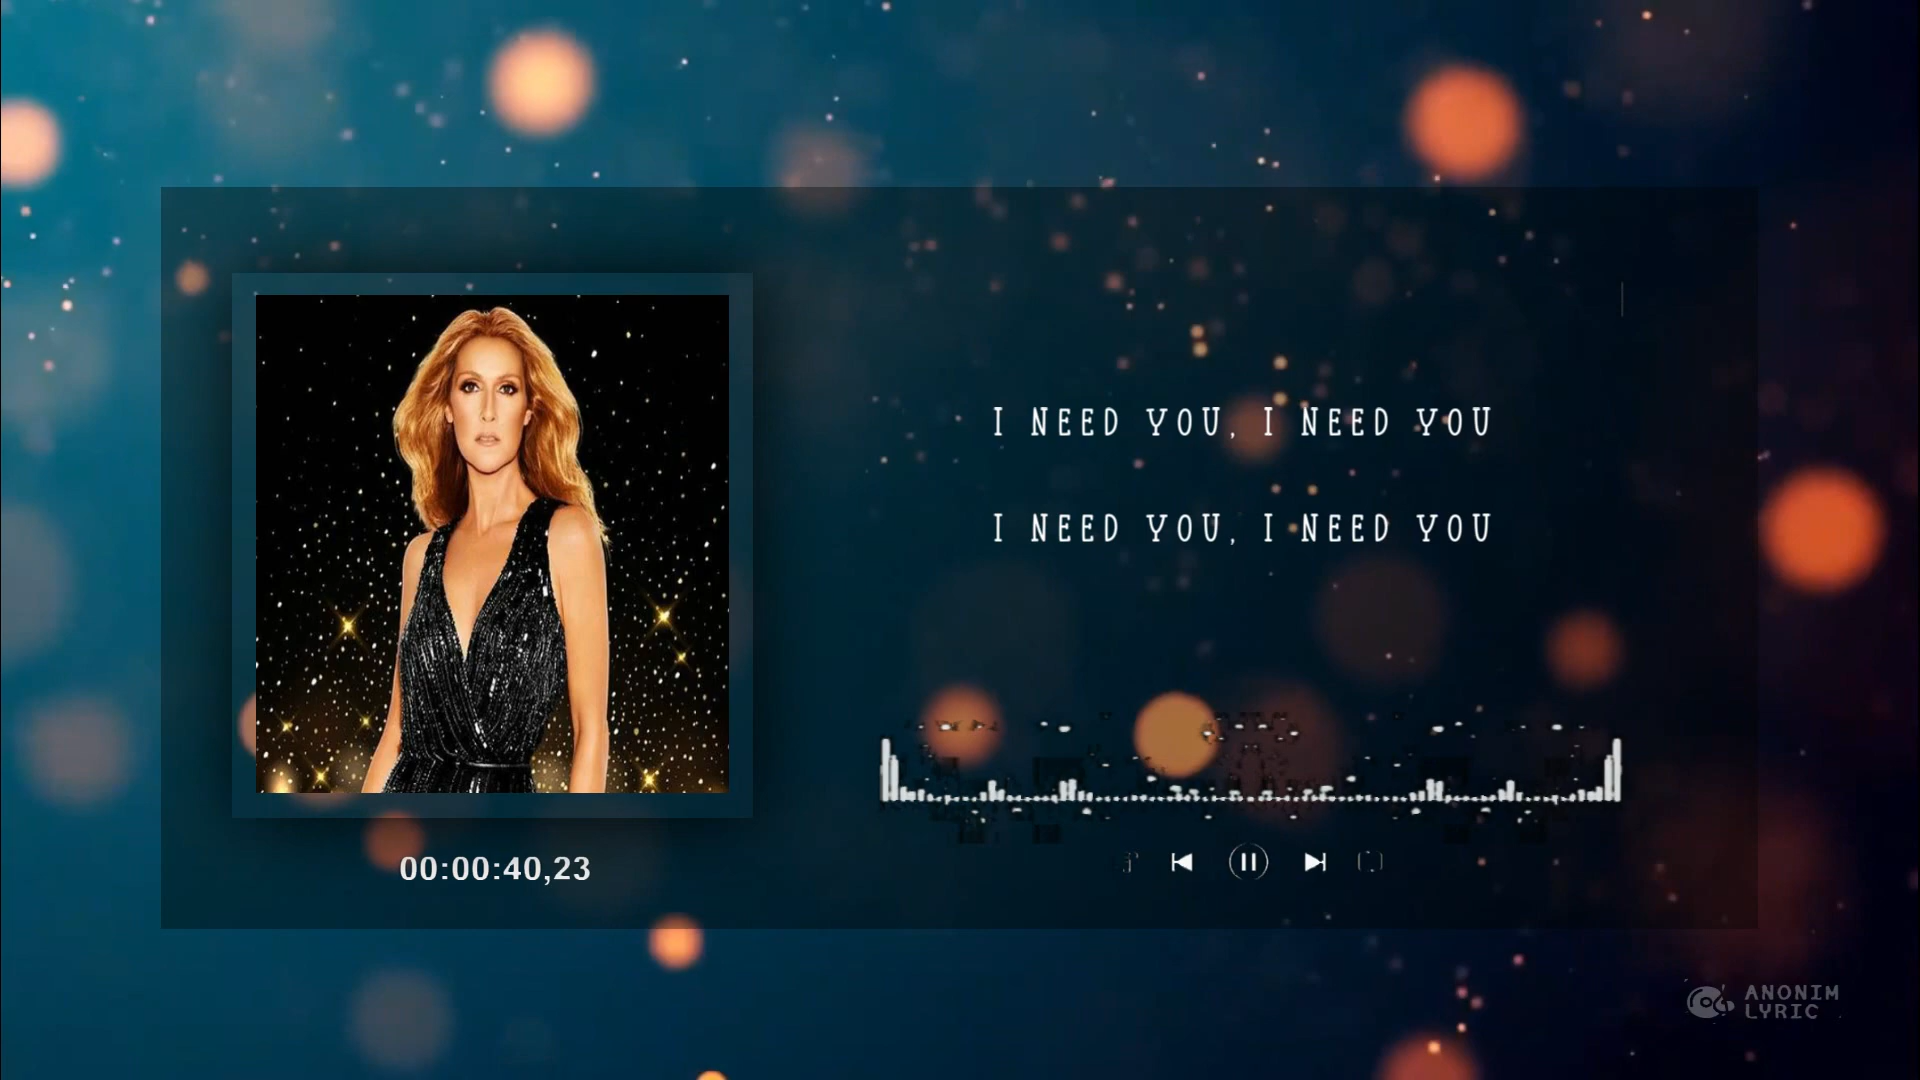 I NEED YOU, I NEED YOU
I NEED YOU, I NEED YOU
00:00:40,23
ANONIM
LYRIC